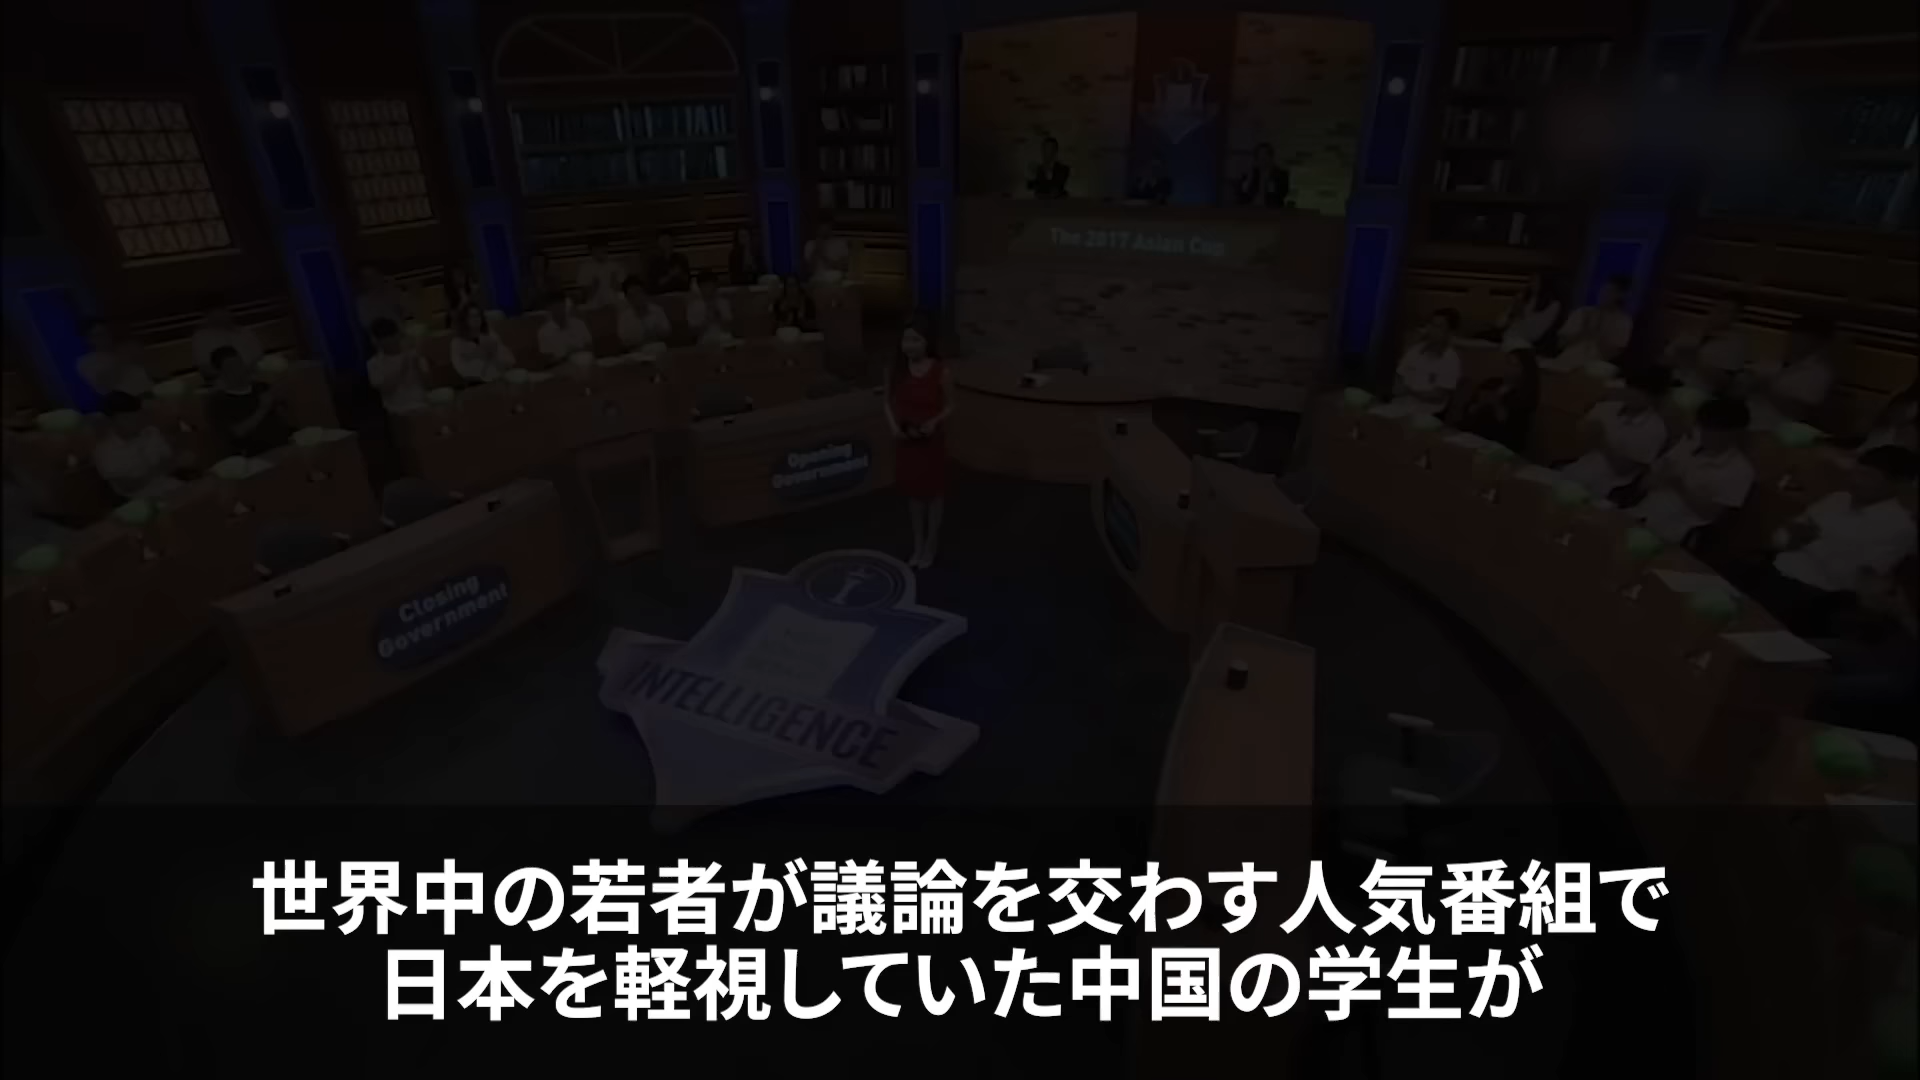 The 2017 Asian Cup
Opening
Government
Closing
Government
INTELLIGENCE
世界中の若者が議論を交わす人気番組で
日本を軽視していた中国の学生が